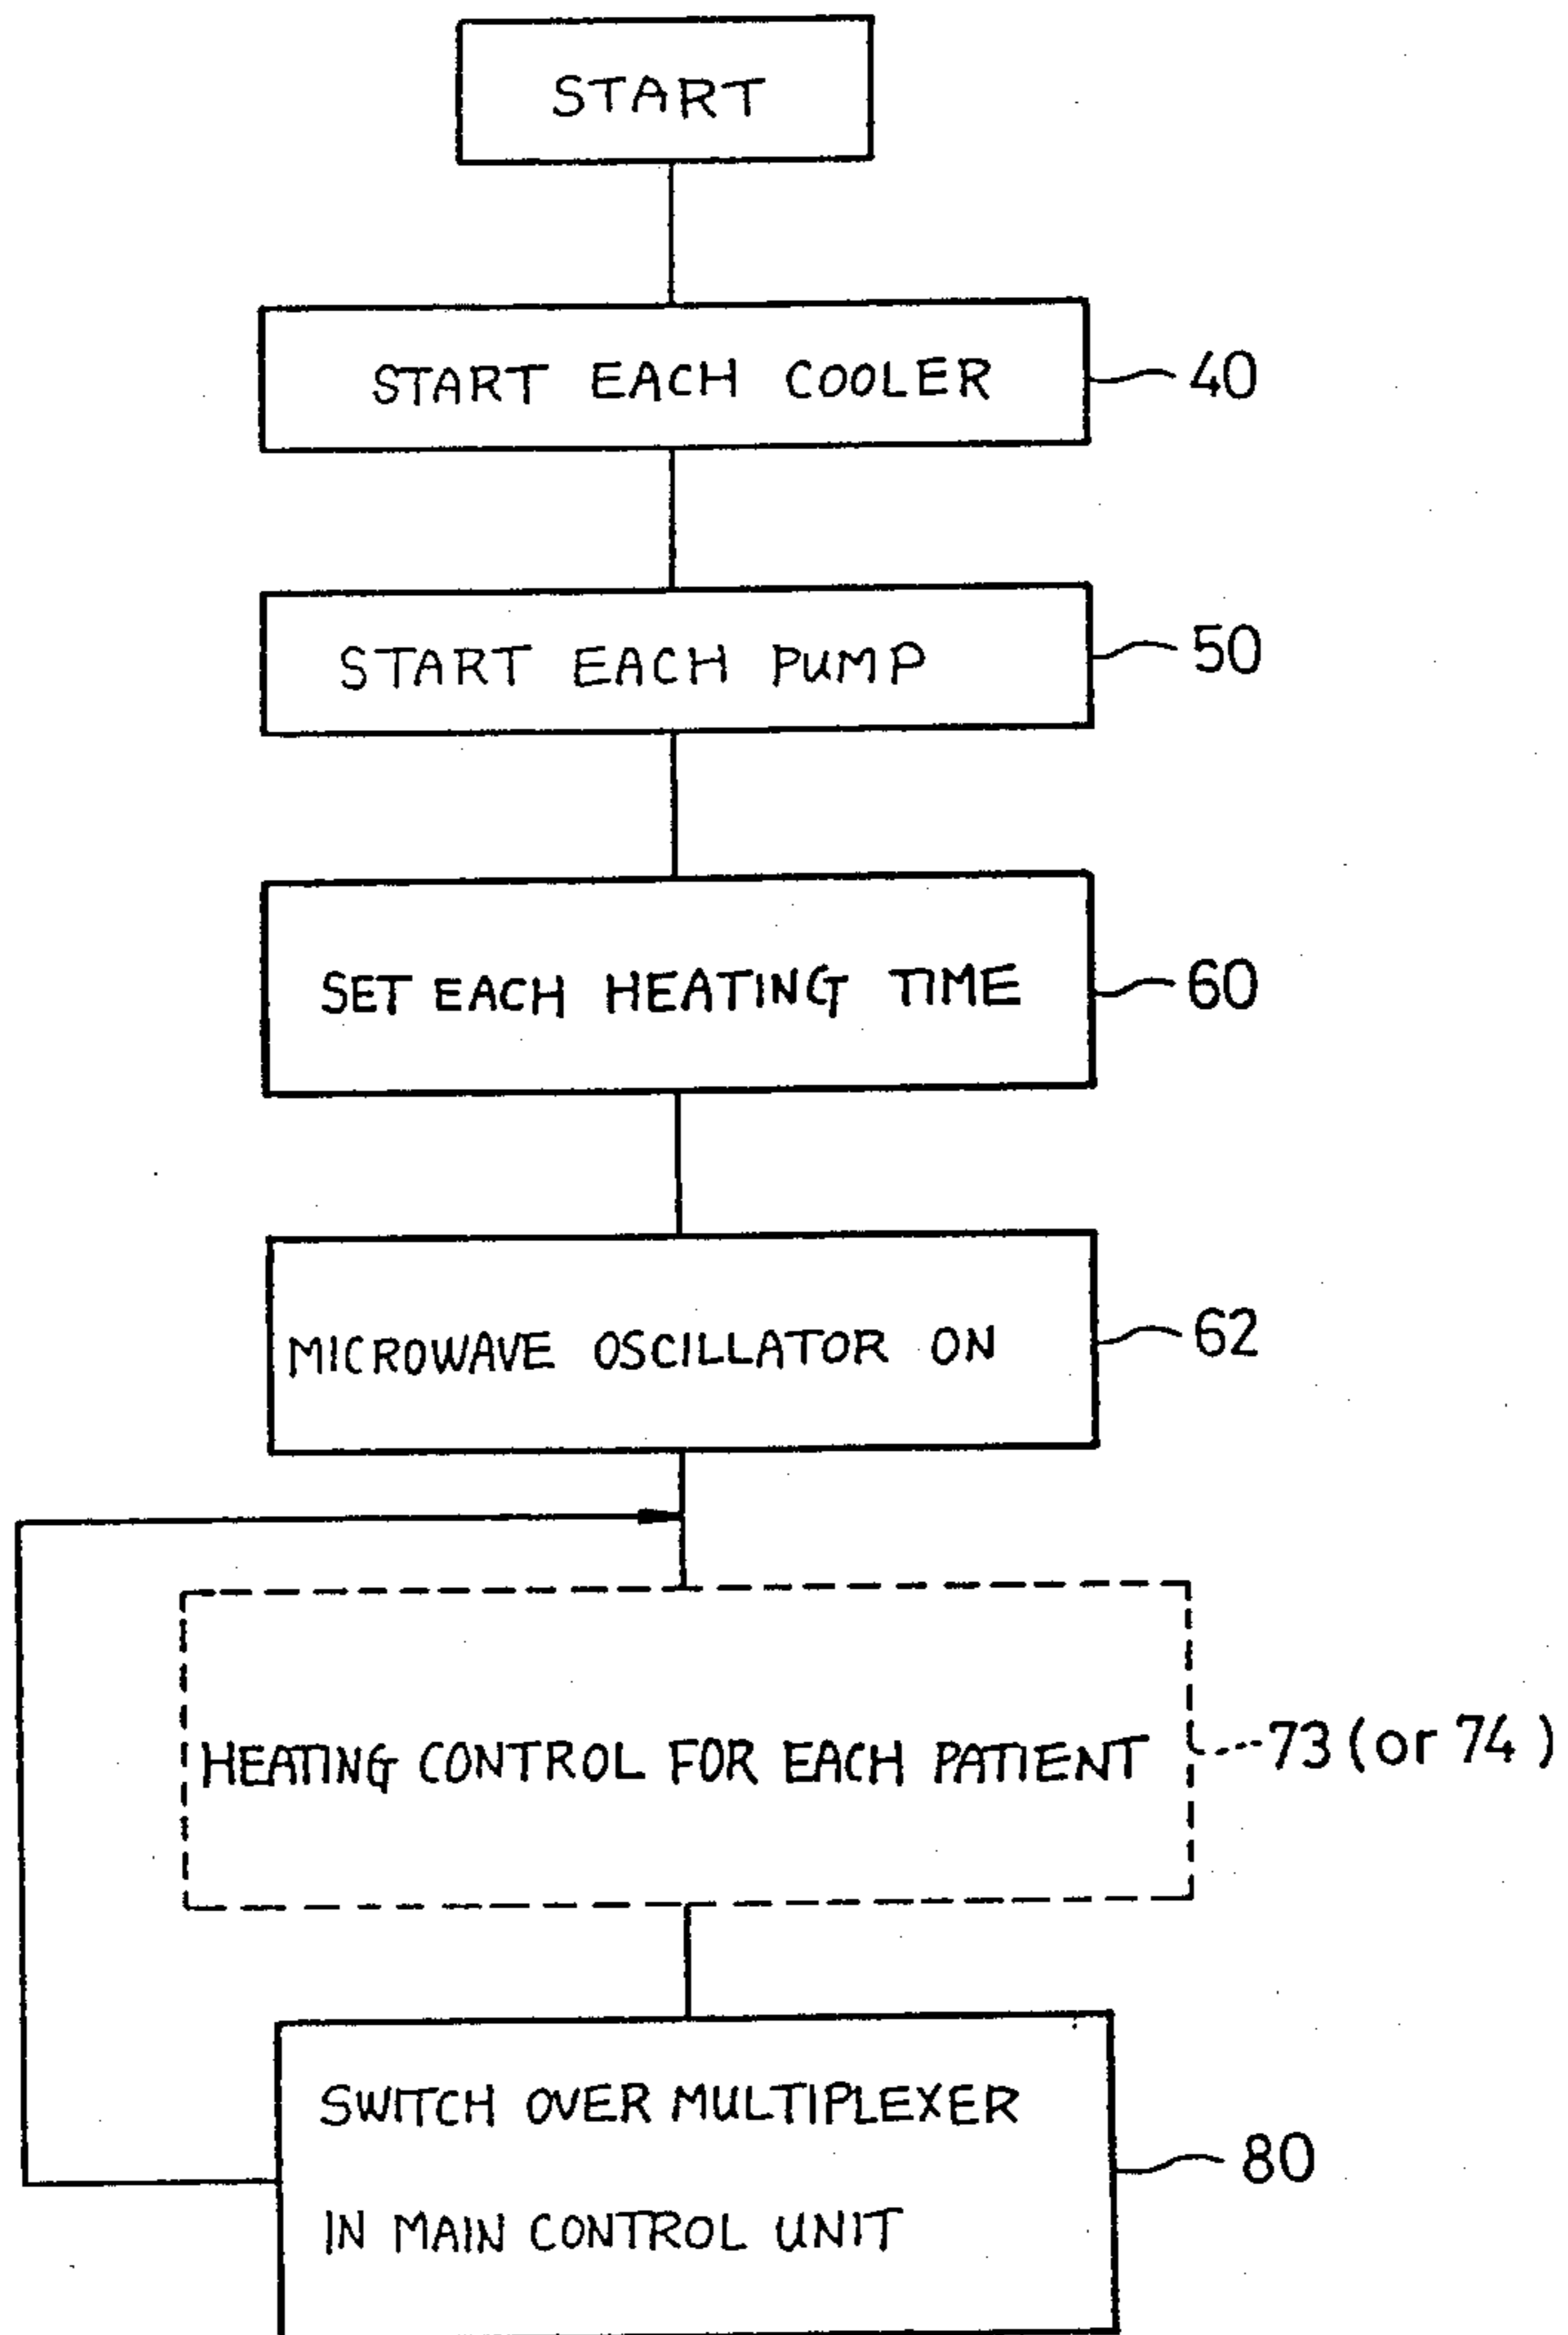 START
START EACH COOLER
40
START EACH PUMP
50
SET EACH HEATING TIME
60
MICROWAVE OSCILLATOR ON
62
HEATING CONTROL FOR EACH PATIENT
73 (or 74)
SWITCH OVER MULTIPLEXER
80
IN MAIN CONTROL UNIT